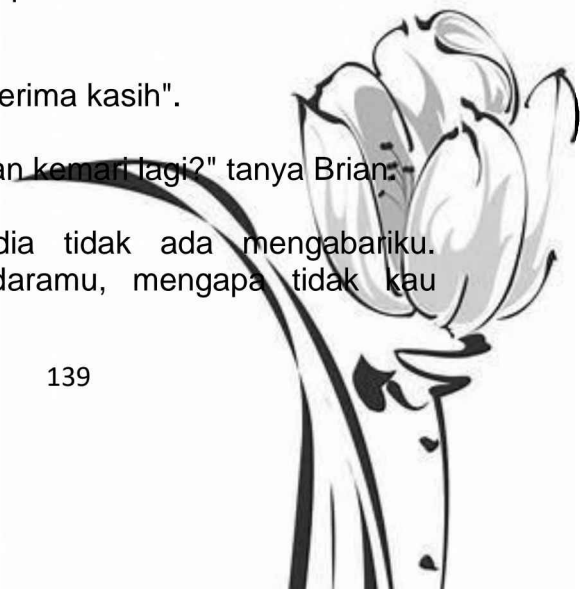 erima kasih".
an kemari lagi?" tanya Brian.
dia tidak ada mengabariku.
daramu, mengapa tidak kau
139